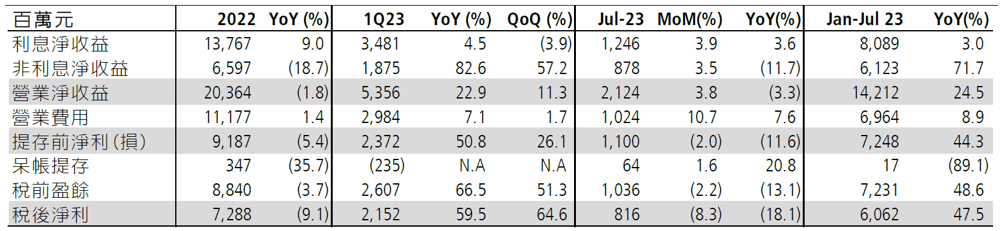 百萬元 2022 YoY (%) 1Q23 YoY (%) QoQ (%) Jul-23 MoM(%) YoY(%) Jan-Jul 23 YoY(%)
利息淨收益 13,767 9.0 3,481 4.5 (3.9) 1,246 3.9 3.6 8,089 3.0
非利息淨收益 6,597 (18.7) 1,875 82.6 57.2 878 3.5 (11.7) 6,123 71.7
營業淨收益 20,364 (1.8) 5,356 22.9 11.3 2,124 3.8 (3.3) 14,212 24.5
營業費用 11,177 1.4 2,984 7.1 1.7 1,024 10.7 7.6 6,964 8.9
提存前淨利(損) 9,187 (5.4) 2,372 50.8 26.1 1,100 (2.0) (11.6) 7,248 44.3
呆帳提存 347 (35.7) (235) N.A N.A 64 1.6 20.8 17 (89.1)
稅前盈餘 8,840 (3.7) 2,607 66.5 51.3 1,036 (2.2) (13.1) 7,231 48.6
稅後淨利 7,288 (9.1) 2,152 59.5 64.6 816 (8.3) (18.1) 6,062 47.5